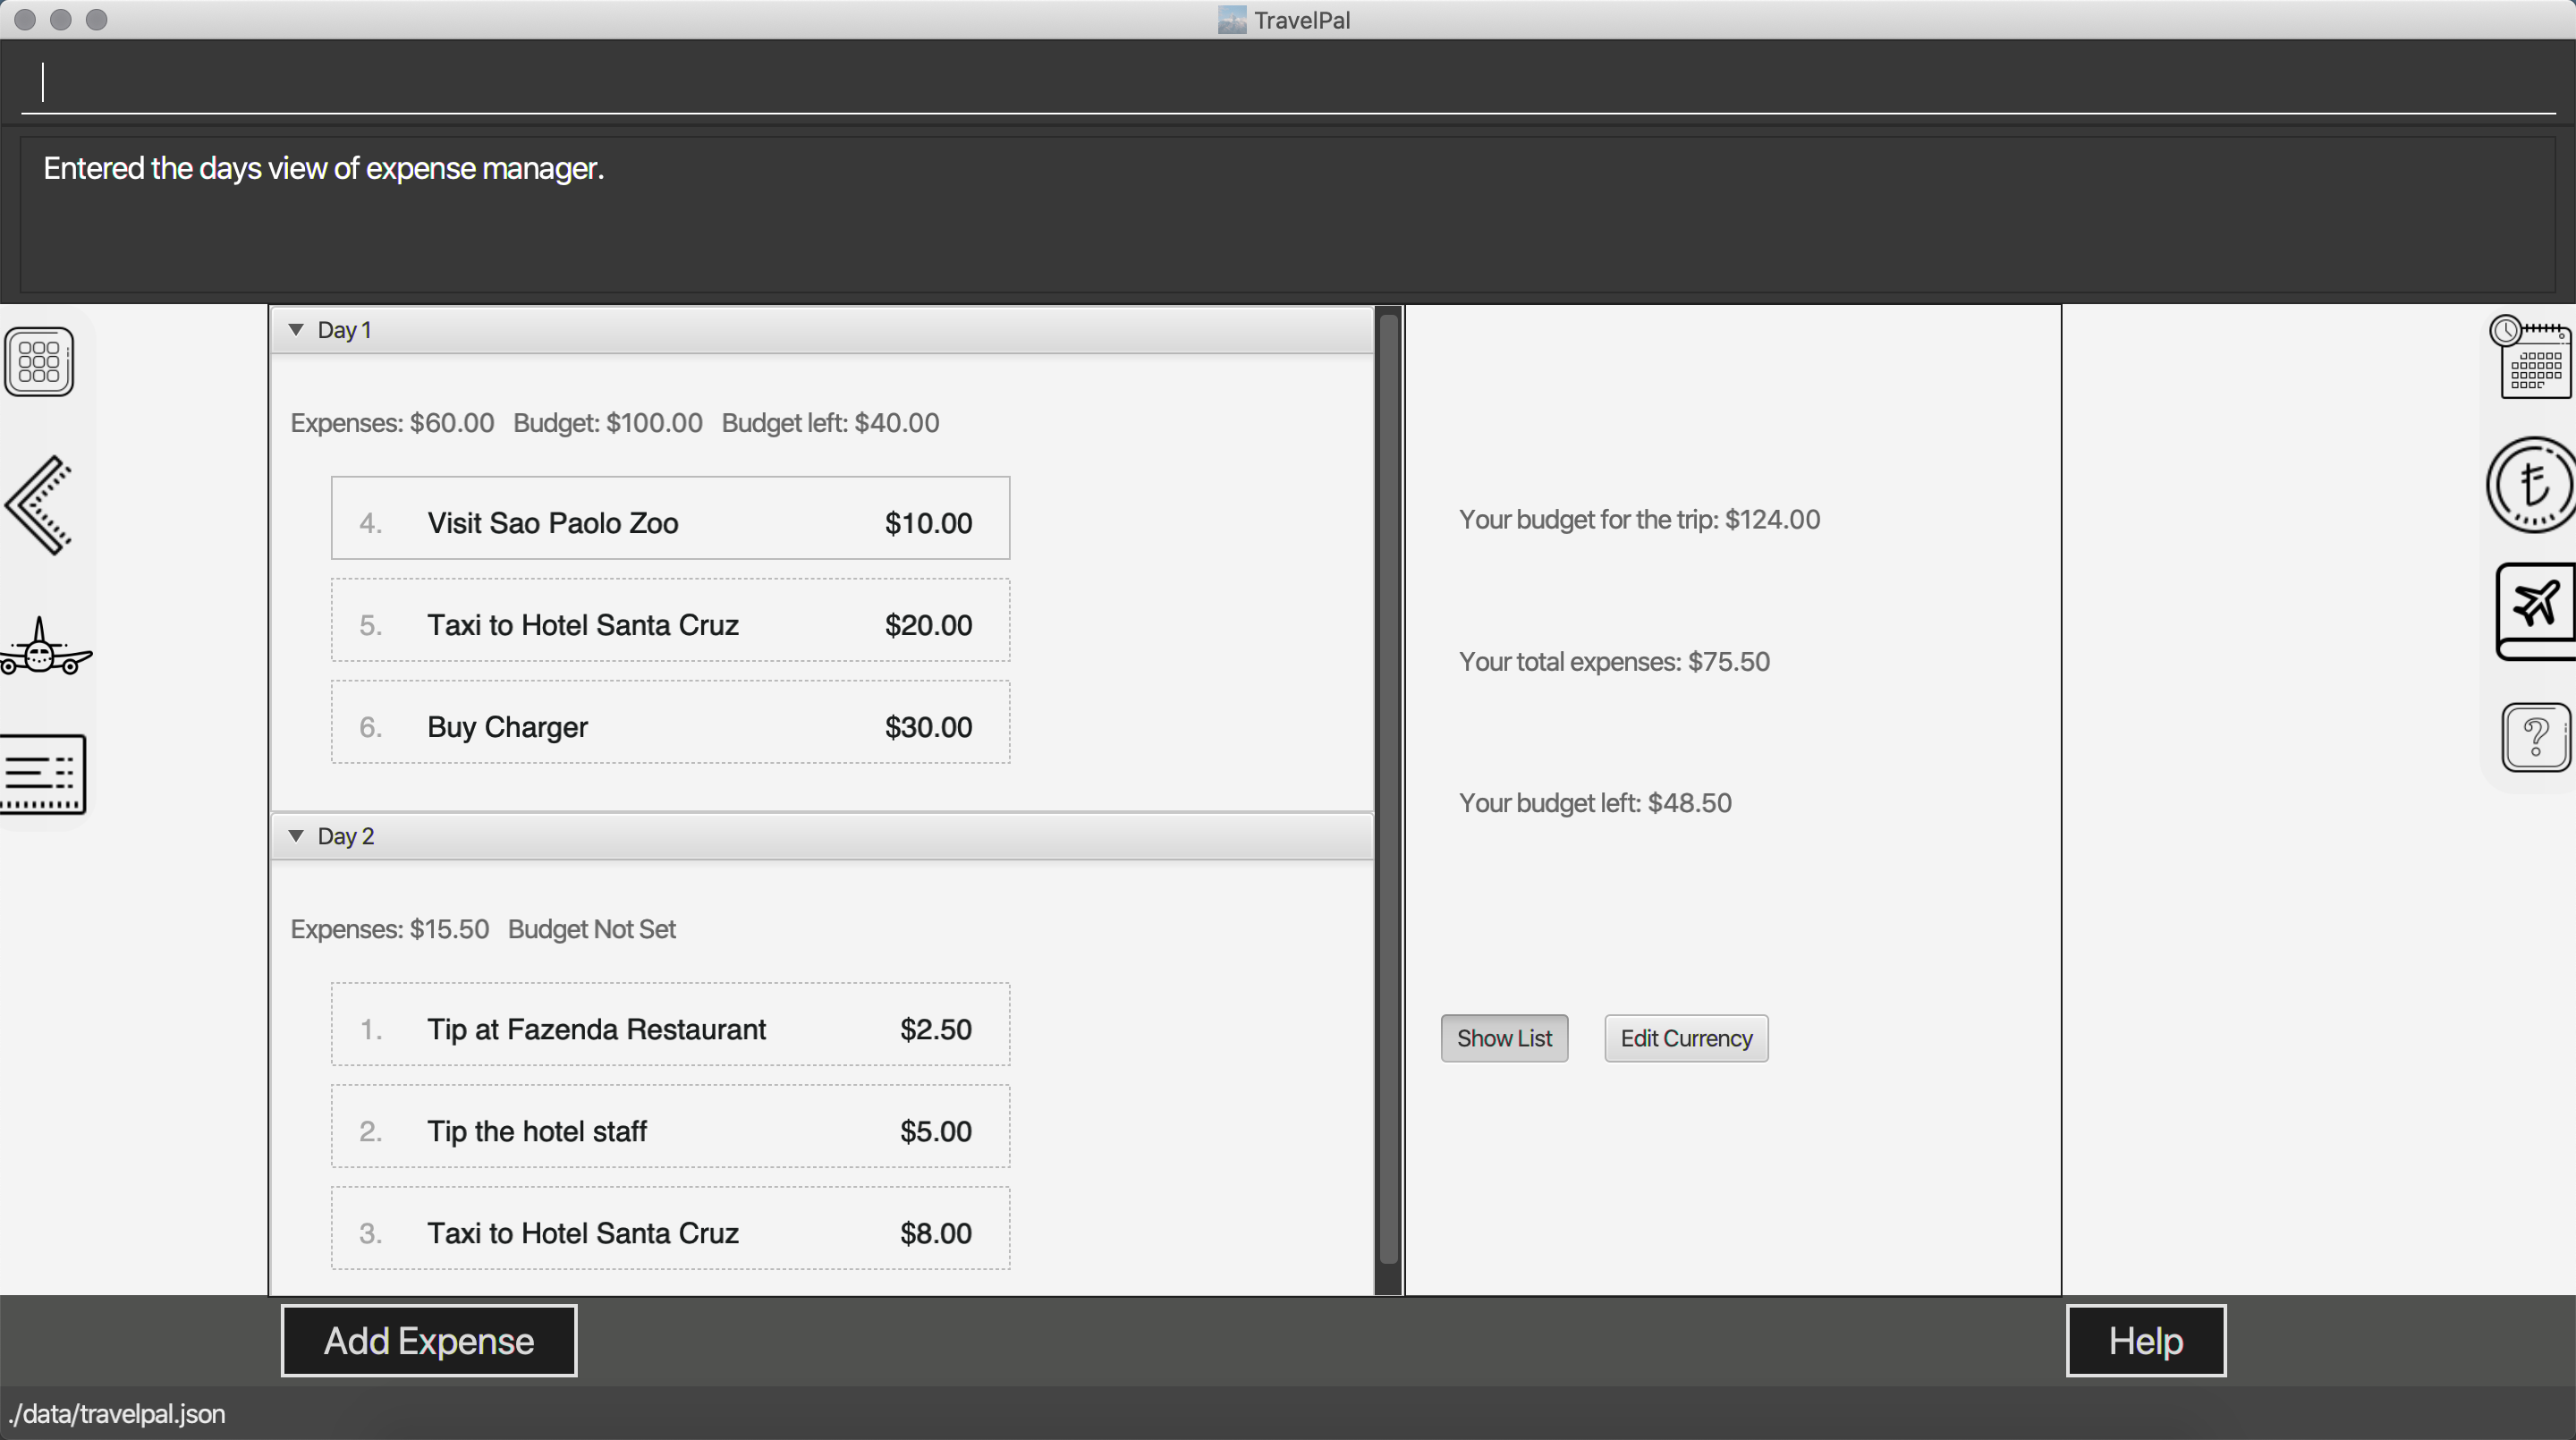 TravelPal
Entered the days view of expense manager.
Day 1
Expenses: $60.00 Budget: $100.00 Budget left: $40.00
4. Visit Sao Paolo Zoo $10.00
5. Taxi to Hotel Santa Cruz $20.00
6. Buy Charger $30.00
Day 2
Expenses: $15.50 Budget Not Set
1. Tip at Fazenda Restaurant $2.50
2. Tip the hotel staff $5.00
3. Taxi to Hotel Santa Cruz $8.00
Your budget for the trip: $124.00
Your total expenses: $75.50
Your budget left: $48.50
Show List Edit Currency
?
Add Expense Help
./data/travelpal.json